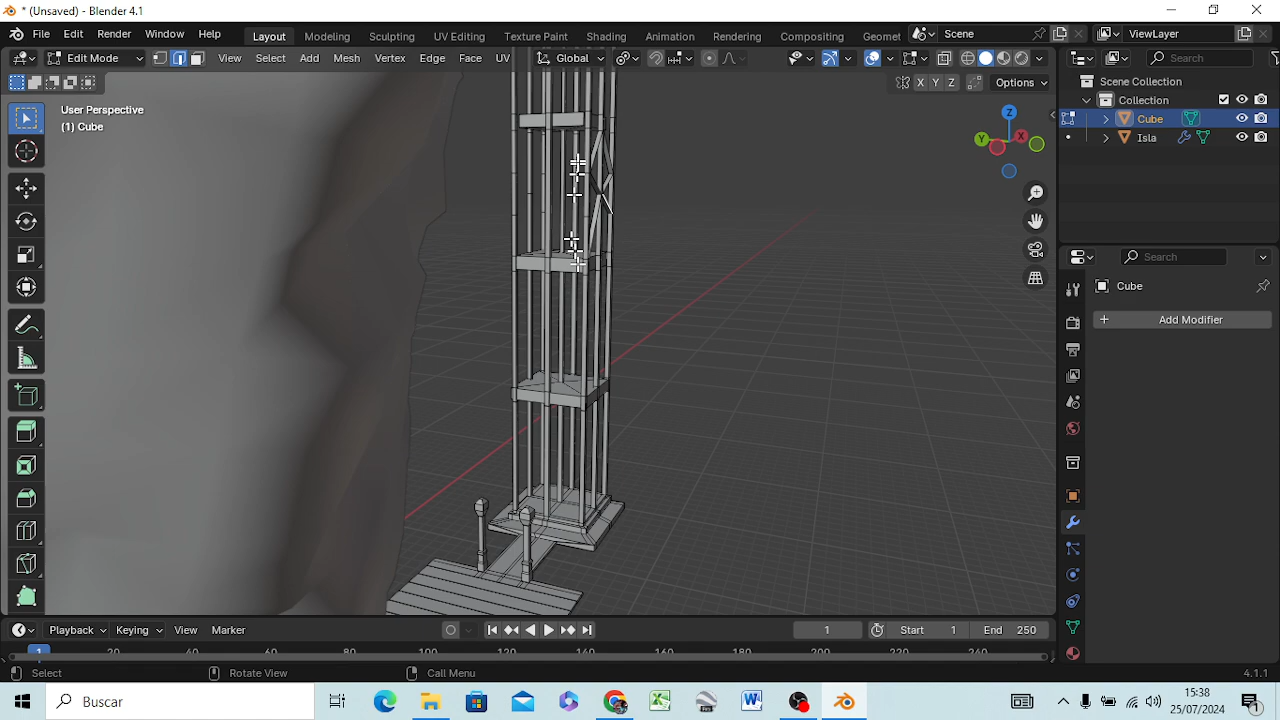 * (Unsaved) - Blender 4.1
File Edit Render Window Help Layout Modeling Sculpting UV Editing Texture Paint Shading Animation Rendering Compositing Geomet Scene ViewLayer
Edit Mode View Select Add Mesh Vertex Edge Face UV Global Search
X Y Z Options
User Perspective
(1) Cube
Scene Collection
Collection
Cube
Isla
Z
Y
X
Search
Cube
Add Modifier
Playback Keying View Marker 1 Start 1 End 250
1 20 40 60 80 100 120 140 160 180 200 220 240
Select Rotate View Call Menu 4.1.1
Buscar
15:38
25/07/2024
1